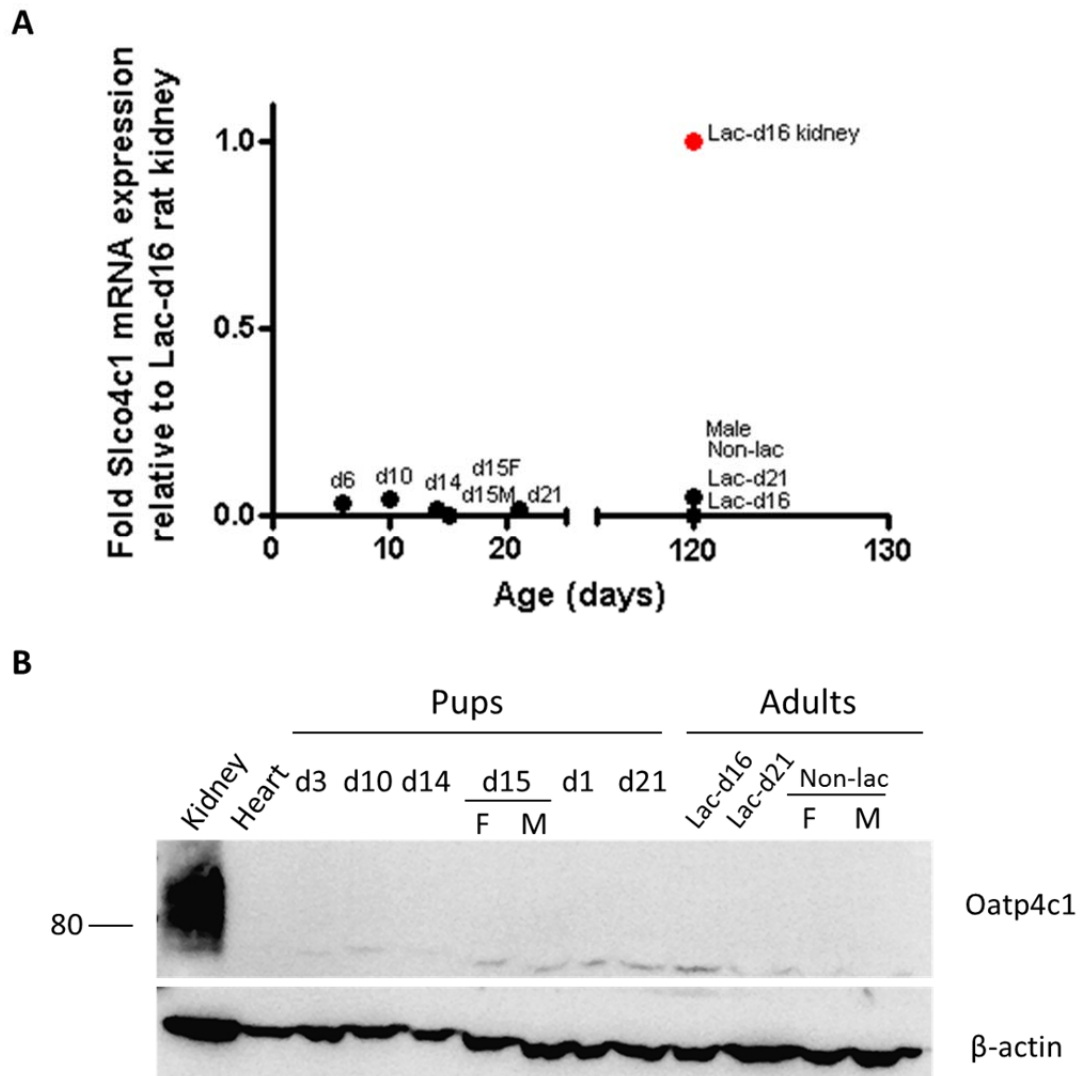 A
Fold Slco4c1 mRNA expression
relative to Lac-d16 rat kidney
1.0
0.5
0.0
Lac-d16 kidney
Male
Non-lac
Lac-d21
Lac-d16
d6
d10
d14
d15F
d15M
d21
0
10
20
120
130
Age (days)
B
Pups
Adults
Kidney
Heart
d3
d10
d14
d15
d1
d21
Lac-d16
Lac-d21
Non-lac
F
M
F
M
80
Oatp4c1
β-actin